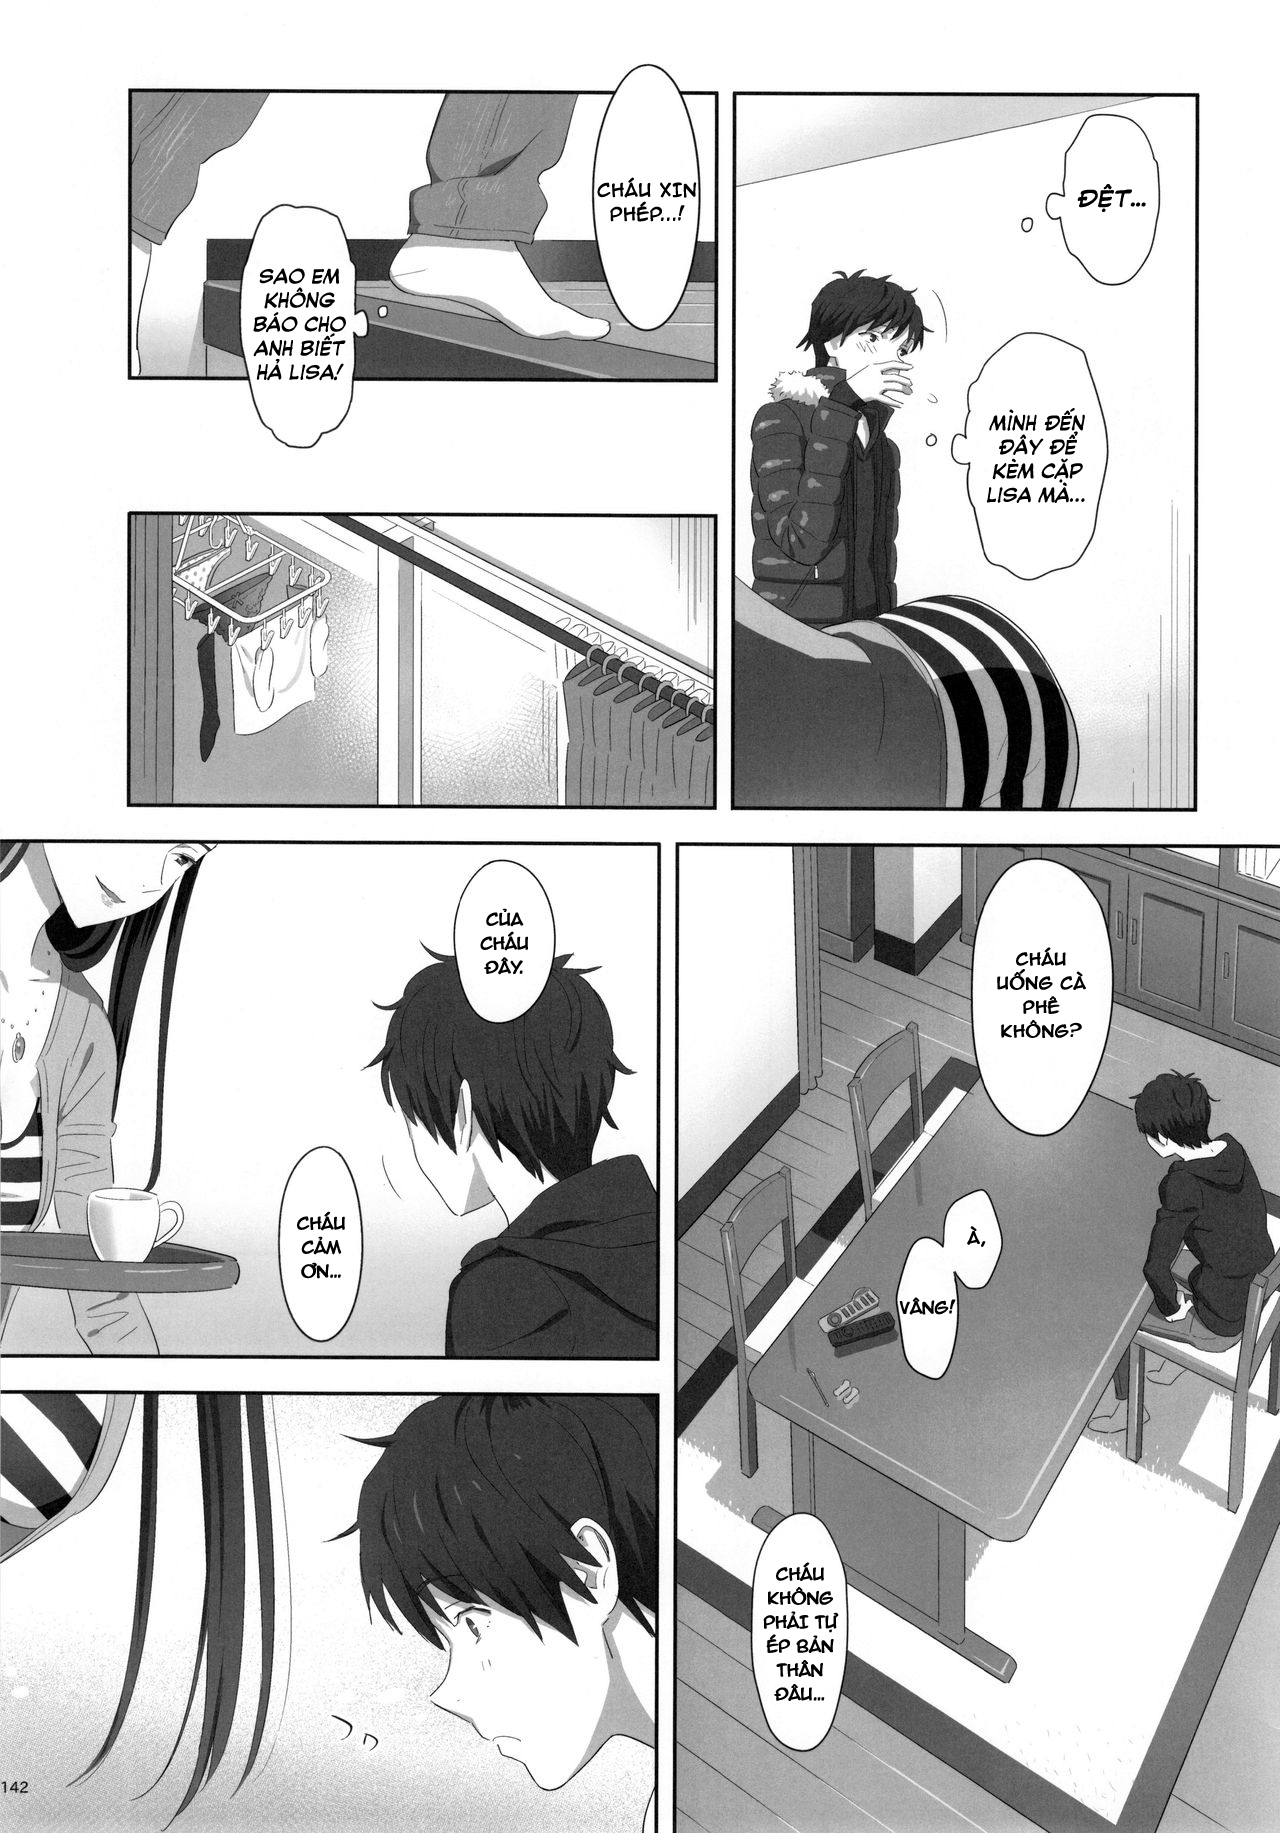 ĐỆT...
MÌNH ĐẾN
ĐÂY ĐỂ
KÈM CẶP
LISA MÀ...
CHÁU XIN
PHÉP...!
SAO EM
KHÔNG
BÁO CHO
ANH BIẾT
HẢ LISA!
CHÁU
UỐNG CÀ
PHÊ
KHÔNG?
À,
VÂNG!
CHÁU
KHÔNG
PHẢI TỰ
ÉP BẢN
THÂN
ĐÂU...
CỦA
CHÁU
ĐÂY.
CHÁU
CẢM
ƠN...
フワ
142